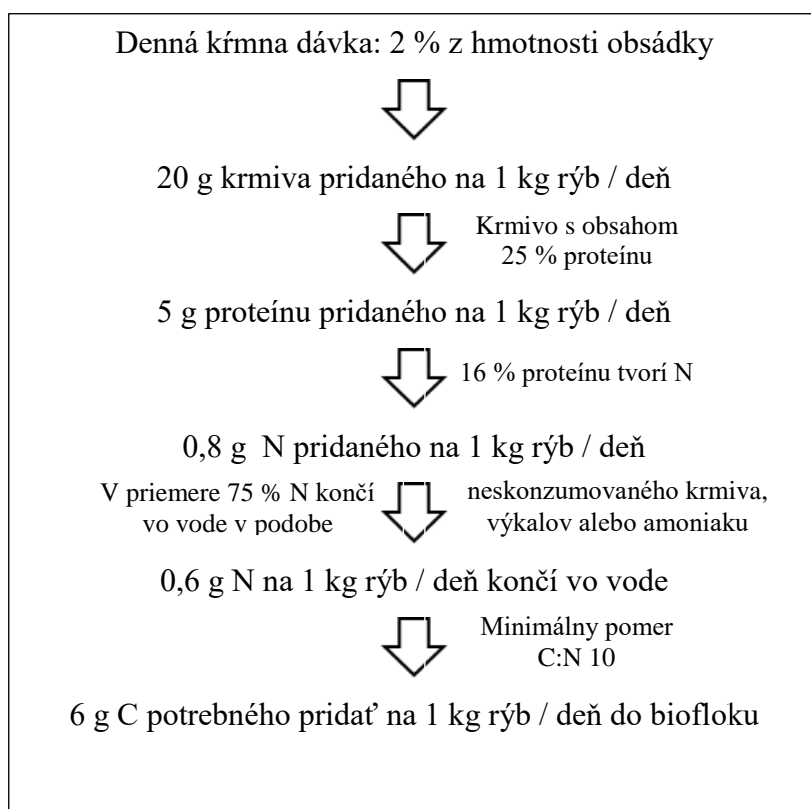 Denná kŕmna dávka: 2 % z hmotnosti obsádky
20 g krmiva pridaného na 1 kg rýb / deň
Krmivo s obsahom
25 % proteínu
5 g proteínu pridaného na 1 kg rýb / deň
16 % proteínu tvorí N
0,8 g N pridaného na 1 kg rýb / deň
V priemere 75 % N končí
vo vode v podobe
neskonzumovaného krmiva,
výkalov alebo amoniaku
0,6 g N na 1 kg rýb / deň končí vo vode
Minimálny pomer
C:N 10
6 g C potrebného pridať na 1 kg rýb / deň do biofloku